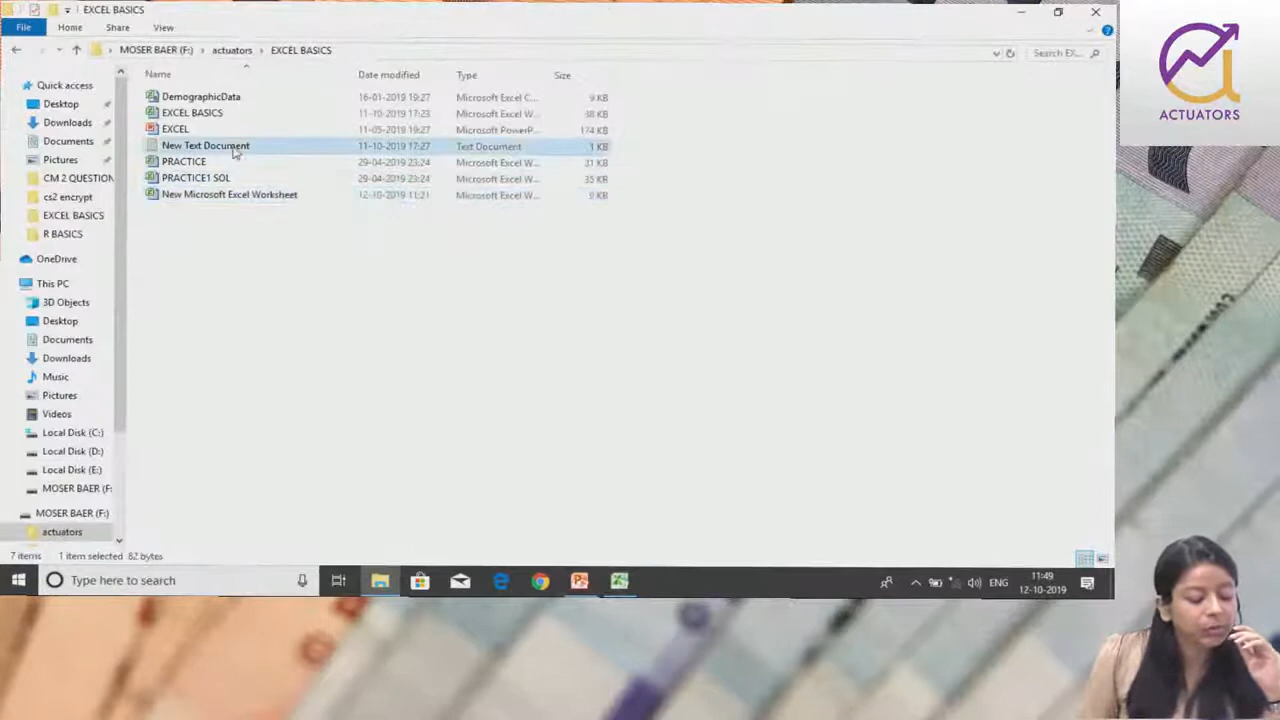 EXCEL BASICS
File Home Share View
MOSER BAER (F:) › actuators › EXCEL BASICS
Search EX...
Name Date modified Type Size
DemographicData 16-01-2019 19:27 Microsoft Excel C... 9 KB
EXCEL BASICS 11-10-2019 17:23 Microsoft Excel W... 38 KB
EXCEL 11-05-2019 19:27 Microsoft PowerP... 174 KB
New Text Document 11-10-2019 17:27 Text Document 1 KB
PRACTICE 29-04-2019 23:24 Microsoft Excel W... 31 KB
PRACTICE1 SOL 29-04-2019 23:24 Microsoft Excel W... 35 KB
New Microsoft Excel Worksheet 12-10-2019 11:21 Microsoft Excel W... 9 KB
Quick access
Desktop
Downloads
Documents
Pictures
CM 2 QUESTION
cs2 encrypt
EXCEL BASICS
R BASICS
OneDrive
This PC
3D Objects
Desktop
Documents
Downloads
Music
Pictures
Videos
Local Disk (C:)
Local Disk (D:)
Local Disk (E:)
MOSER BAER (F:
MOSER BAER (F:)
actuators
7 items 1 item selected 82 bytes
Type here to search
ENG
11:49
12-10-2019
ACTUATORS